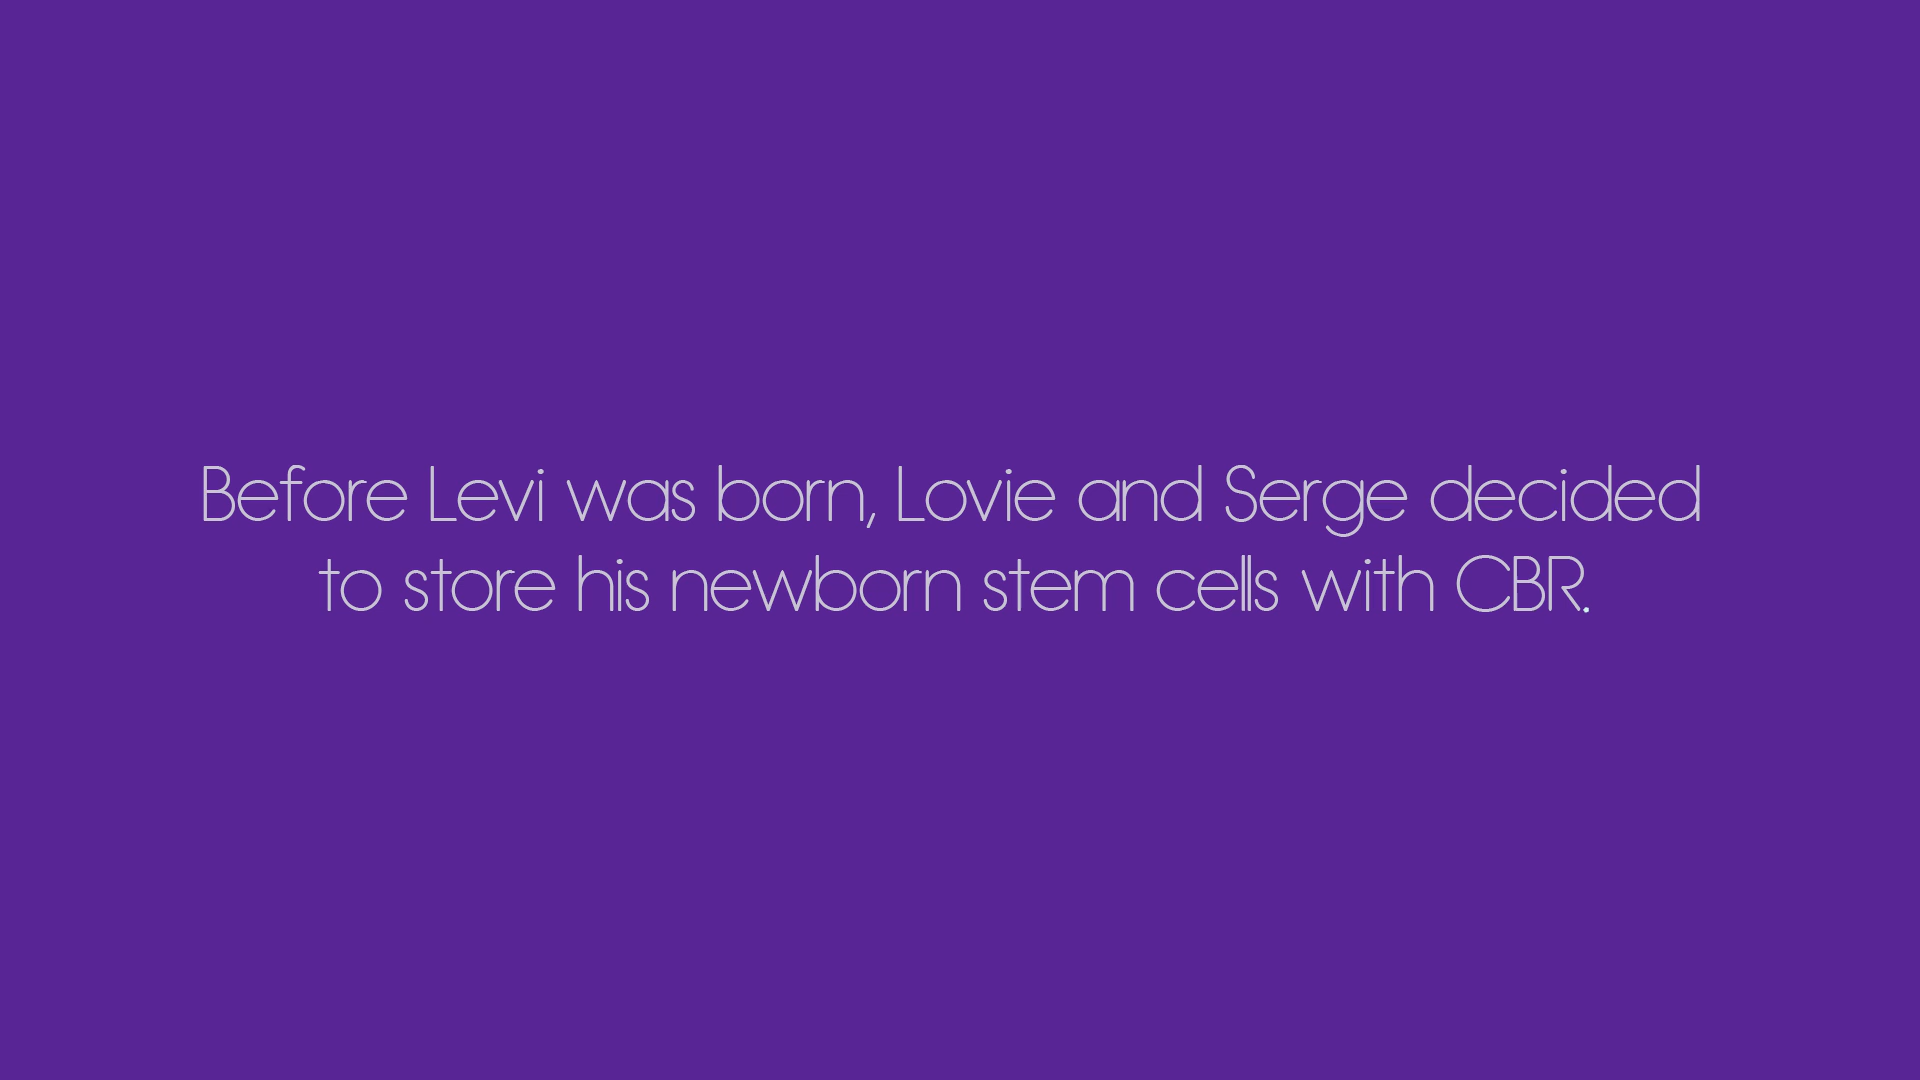 Before Levi was born, Lovie and Serge decided
to store his newborn stem cells with CBR.